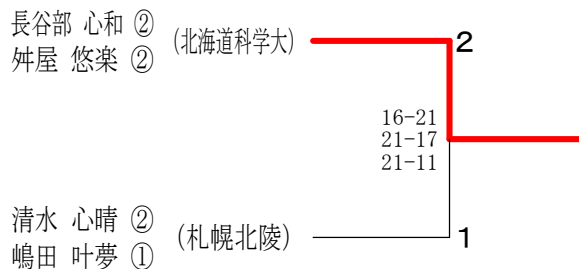 長谷部 心和 ②
舛屋 悠楽 ②
(北海道科学大)
2
16-21
21-17
21-11
清水 心晴 ②
嶋田 叶夢 ①
(札幌北陵)
1